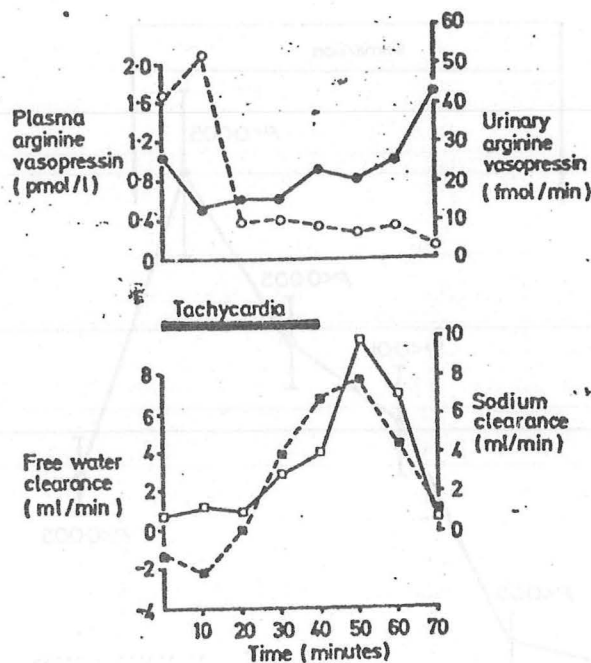 60
2.0
50
1.6
40
Plasma
arginine
vasopressin
(pmol/l)
1.2
30
Urinary
arginine
vasopressin
(fmol/min)
0.8
20
0.4
10
0
0
Tachycardia
10
8
8
6
6
Sodium
clearance
(ml/min)
4
4
Free water
clearance
(ml/min)
2
2
0
0
-2
-4
10 20 30 40 50 60 70
Time (minutes)
P<0.005